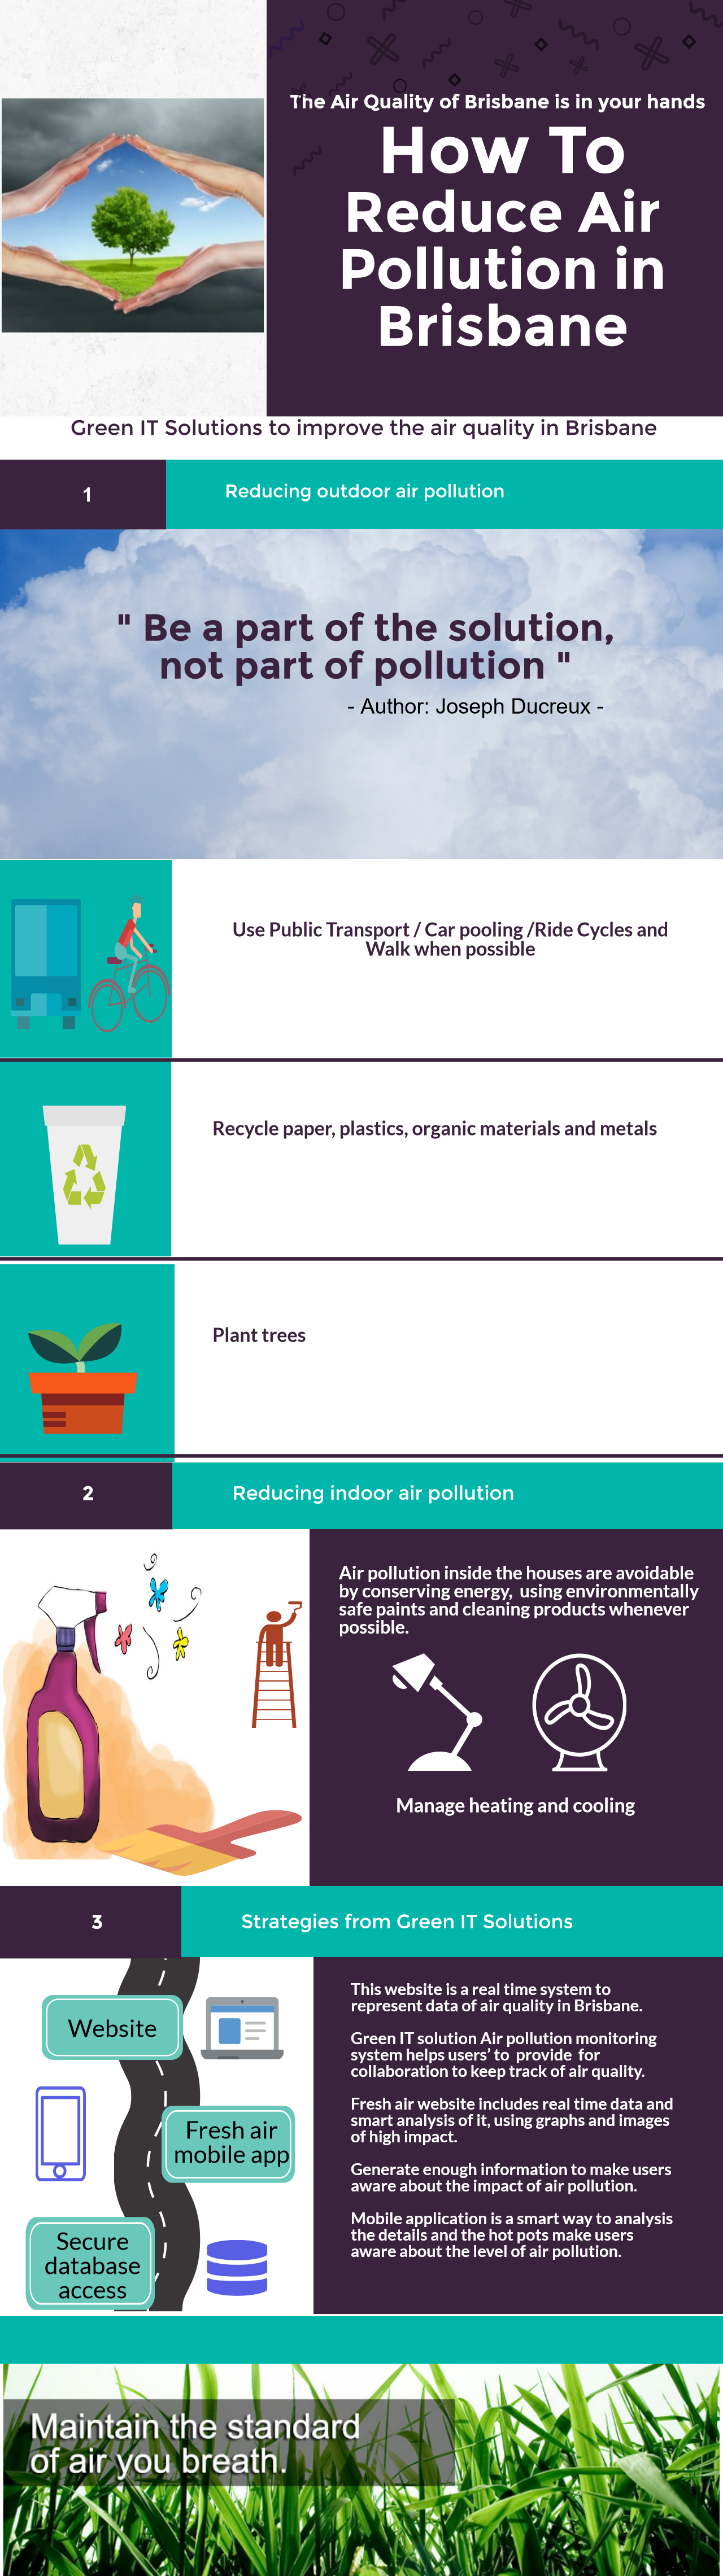 The Air Quality of Brisbane is in your hands
How To
Reduce Air
Pollution in
Brisbane
Green IT Solutions to improve the air quality in Brisbane
1
Reducing outdoor air pollution
" Be a part of the solution,
not part of pollution "
- Author: Joseph Ducreux -
Use Public Transport / Car pooling /Ride Cycles and
Walk when possible
Recycle paper, plastics, organic materials and metals
Plant trees
2
Reducing indoor air pollution
Air pollution inside the houses are avoidable
by conserving energy, using environmentally
safe paints and cleaning products whenever
possible.
Manage heating and cooling
3
Strategies from Green IT Solutions
Website
Fresh air
mobile app
Secure
database
access
This website is a real time system to
represent data of air quality in Brisbane.
Green IT solution Air pollution monitoring
system helps users' to provide for
collaboration to keep track of air quality.
Fresh air website includes real time data and
smart analysis of it, using graphs and images
of high impact.
Generate enough information to make users
aware about the impact of air pollution.
Mobile application is a smart way to analysis
the details and the hot pots make users
aware about the level of air pollution.
Maintain the standard
of air you breath.